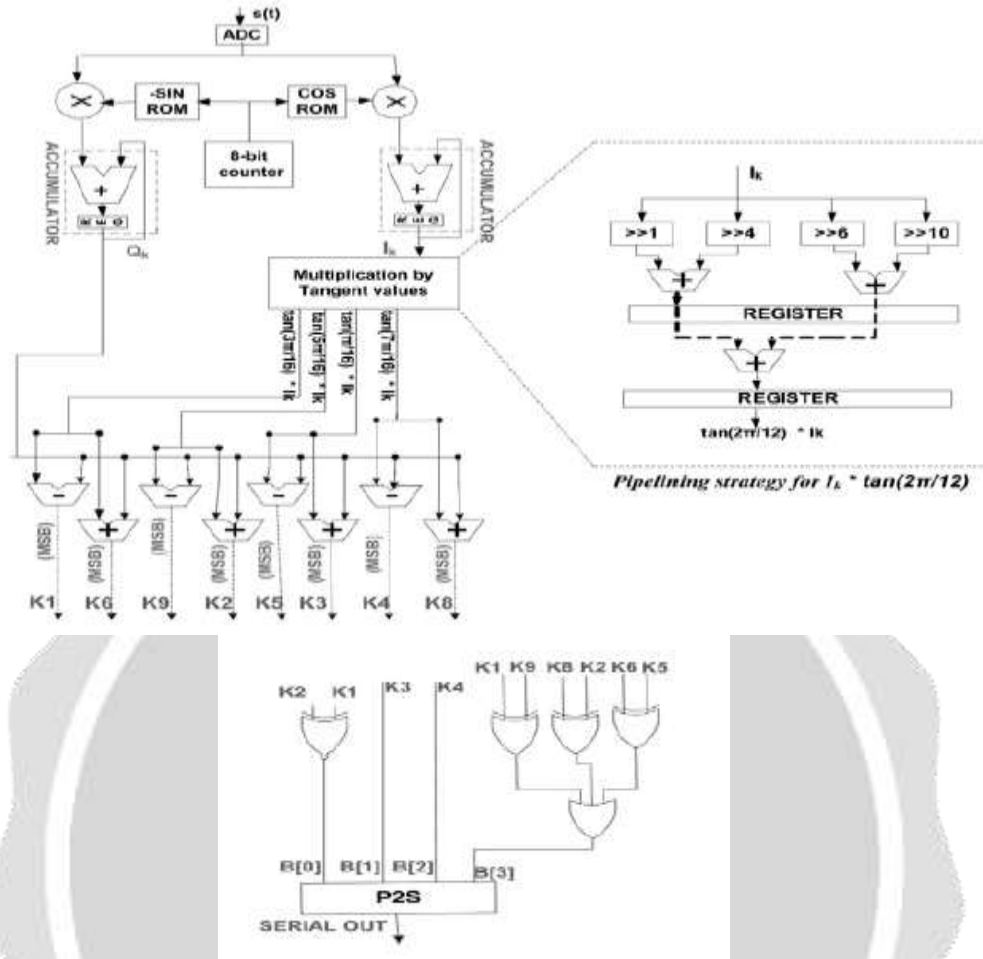 s(t)
ADC
-SIN
ROM
COS
ROM
8-bit
counter
ACCUMULATOR
+
R E G
Qk
ACCUMULATOR
+
R E G
Ik
Multiplication by
Tangent values
tan(3π/16) * Ik
tan(5π/16) * Ik
tan(π/16) * Ik
tan(7π/16) * Ik
- - - -
+ + + +
(MSB) (MSB) (MSB) (MSB) (MSB) (MSB) (MSB) (MSB)
K1 K6 K9 K2 K5 K3 K4 K8
Ik
>>1 >>4 >>6 >>10
+ +
REGISTER
+
REGISTER
tan(2π/12) * Ik
Pipelining strategy for Ik * tan(2π/12)
K2 K1 K3 K4 K1 K9 K8 K2 K6 K5
B[0] B[1] B[2] B[3]
P2S
SERIAL OUT